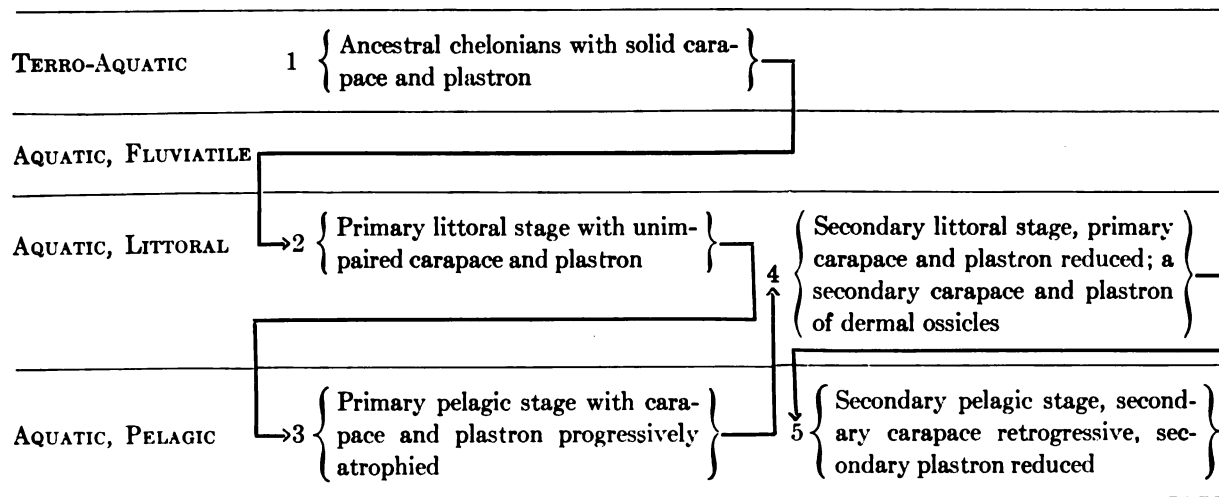 TERRO-AQUATIC 1 { Ancestral chelonians with solid cara-
pace and plastron }
AQUATIC, FLUVIATILE
AQUATIC, LITTORAL →2 { Primary littoral stage with unim-
paired carapace and plastron }
4 { Secondary littoral stage, primary
carapace and plastron reduced; a
secondary carapace and plastron
of dermal ossicles }
AQUATIC, PELAGIC →3 { Primary pelagic stage with cara-
pace and plastron progressively
atrophied }
5 { Secondary pelagic stage, second-
ary carapace retrogressive, sec-
ondary plastron reduced }